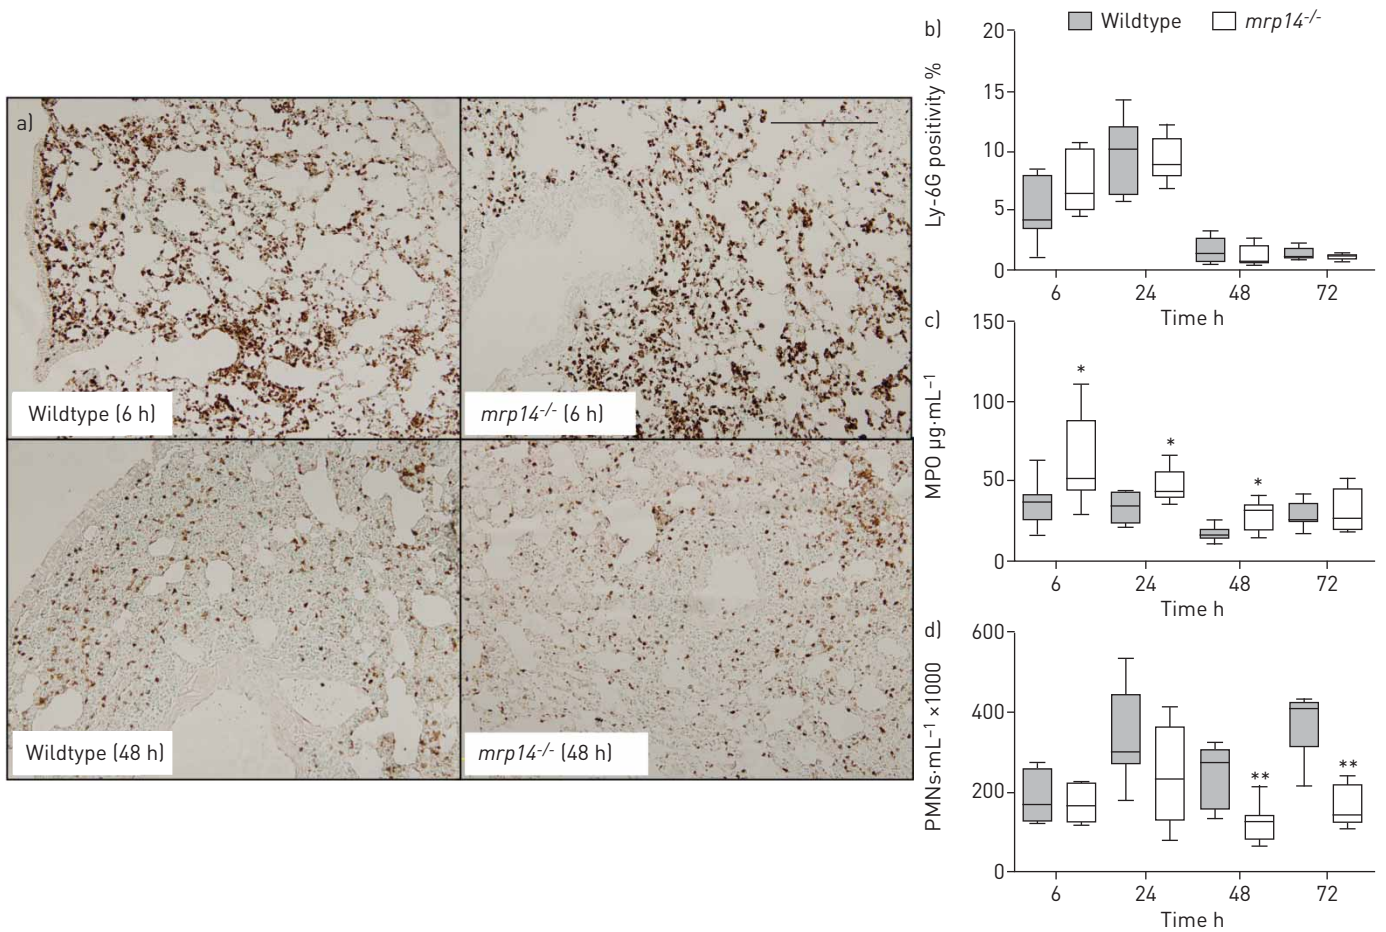 a)
Wildtype (6 h)
mrp14-/- (6 h)
Wildtype (48 h)
mrp14-/- (48 h)
b)
Wildtype
mrp14-/-
Ly-6G positivity %
20
15
10
5
0
6 24 48 72
Time h
c)
MPO µg·mL–1
150
100
50
0
*
*
*
6 24 48 72
Time h
d)
PMNs·mL–1 ×1000
600
400
200
0
**
**
6 24 48 72
Time h